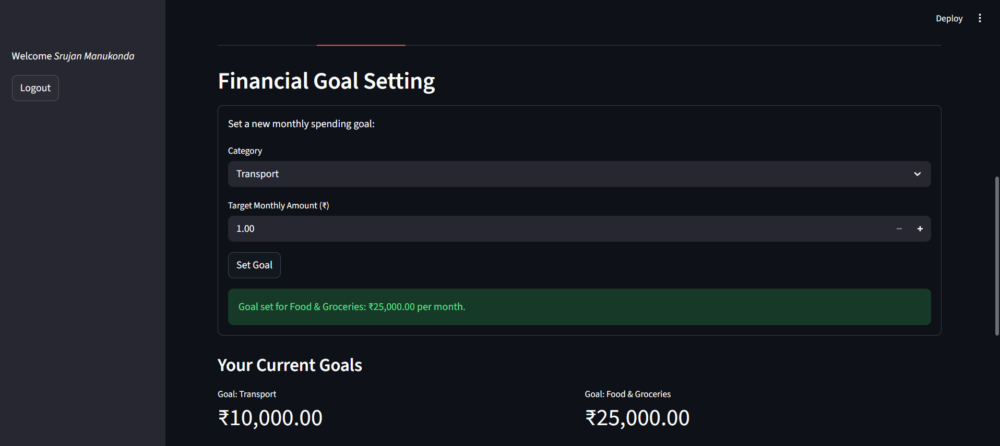 Deploy
Welcome Srujan Manukonda
Logout
Financial Goal Setting
Set a new monthly spending goal:
Category
Transport
Target Monthly Amount (₹)
1.00
Set Goal
Goal set for Food & Groceries: ₹25,000.00 per month.
Your Current Goals
Goal: Transport
₹10,000.00
Goal: Food & Groceries
₹25,000.00